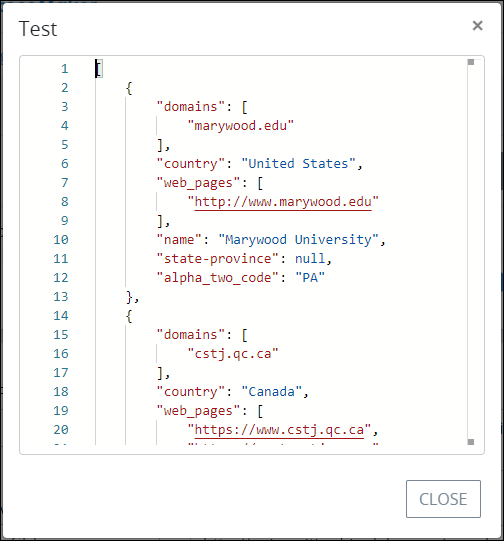 Test
×
1 [
2 {
3 "domains": [
4 "marywood.edu"
5 ],
6 "country": "United States",
7 "web_pages": [
8 "http://www.marywood.edu"
9 ],
10 "name": "Marywood University",
11 "state-province": null,
12 "alpha_two_code": "PA"
13 },
14 {
15 "domains": [
16 "cstj.qc.ca"
17 ],
18 "country": "Canada",
19 "web_pages": [
20 "https://www.cstj.qc.ca",
CLOSE